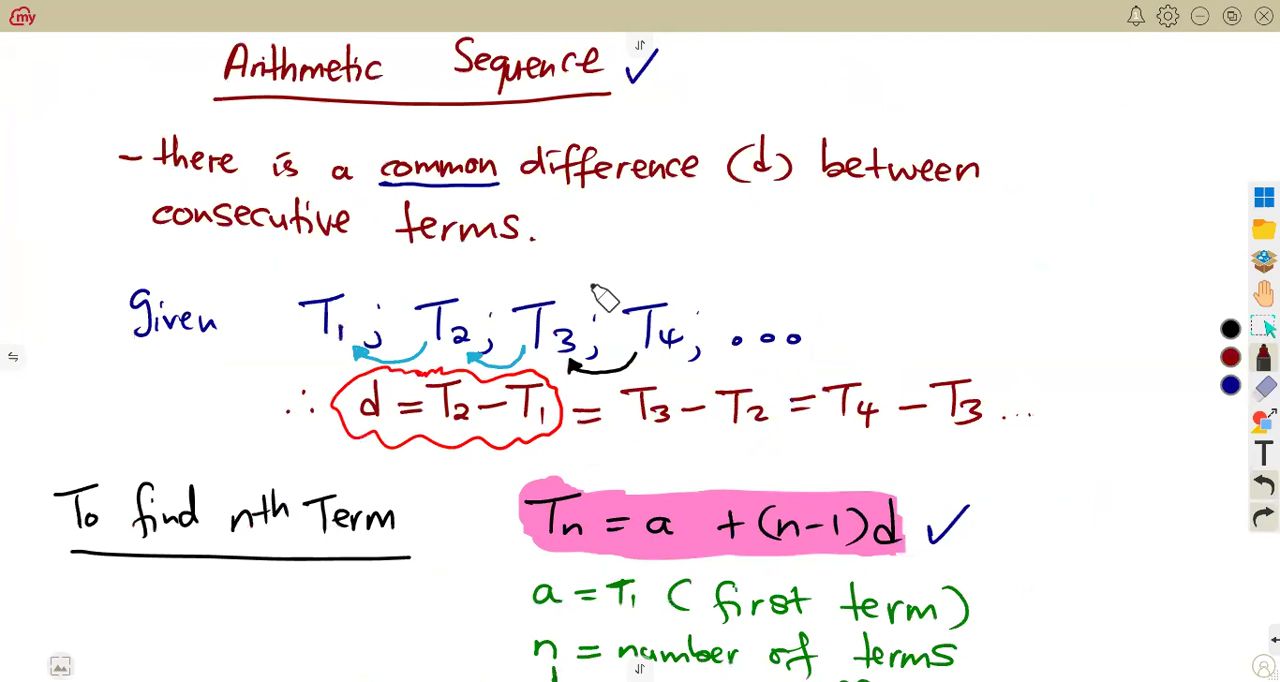 my
Arithmetic Sequence ✓
- there is a common difference (d) between
consecutive terms.
Given T₁; T₂; T₃; T₄; ...
∴ d = T₂ - T₁ = T₃ - T₂ = T₄ - T₃ ...
To find nth Term Tn = a + (n-1)d ✓
a = T₁ (first term)
n = number of terms
T